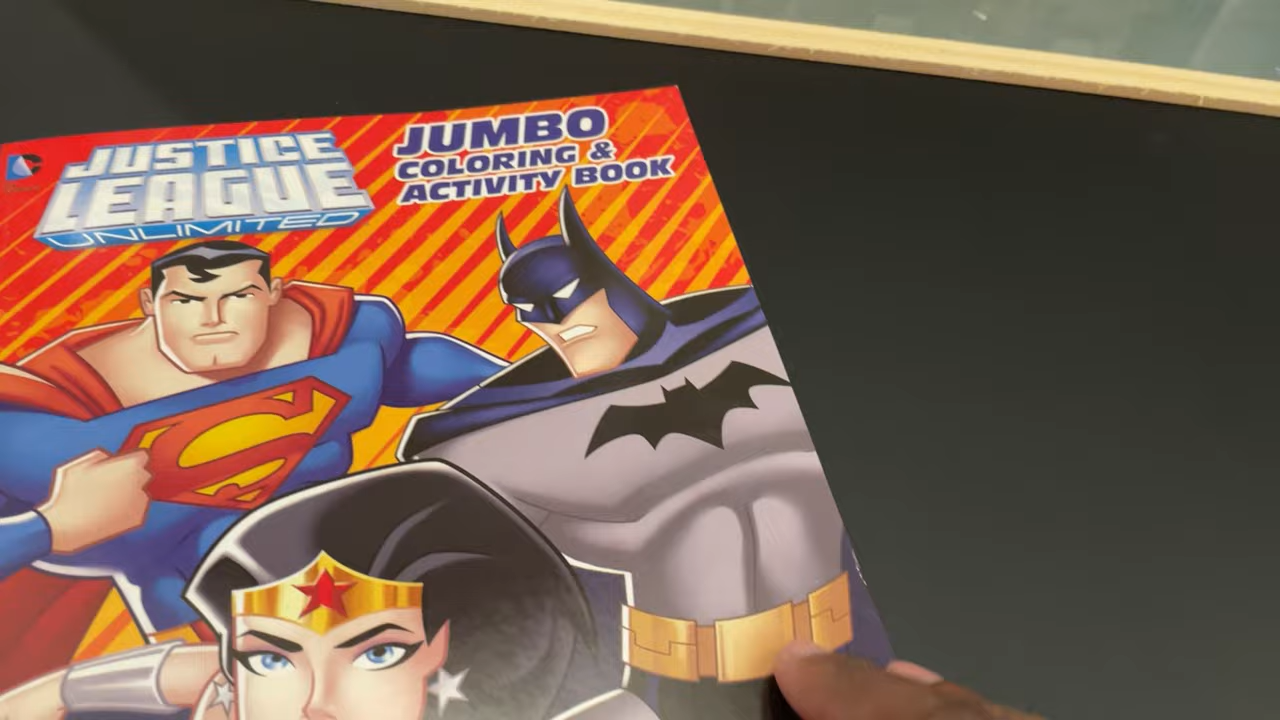 JUSTICE
LEAGUE
UNLIMITED
JUMBO
COLORING &
ACTIVITY BOOK
S